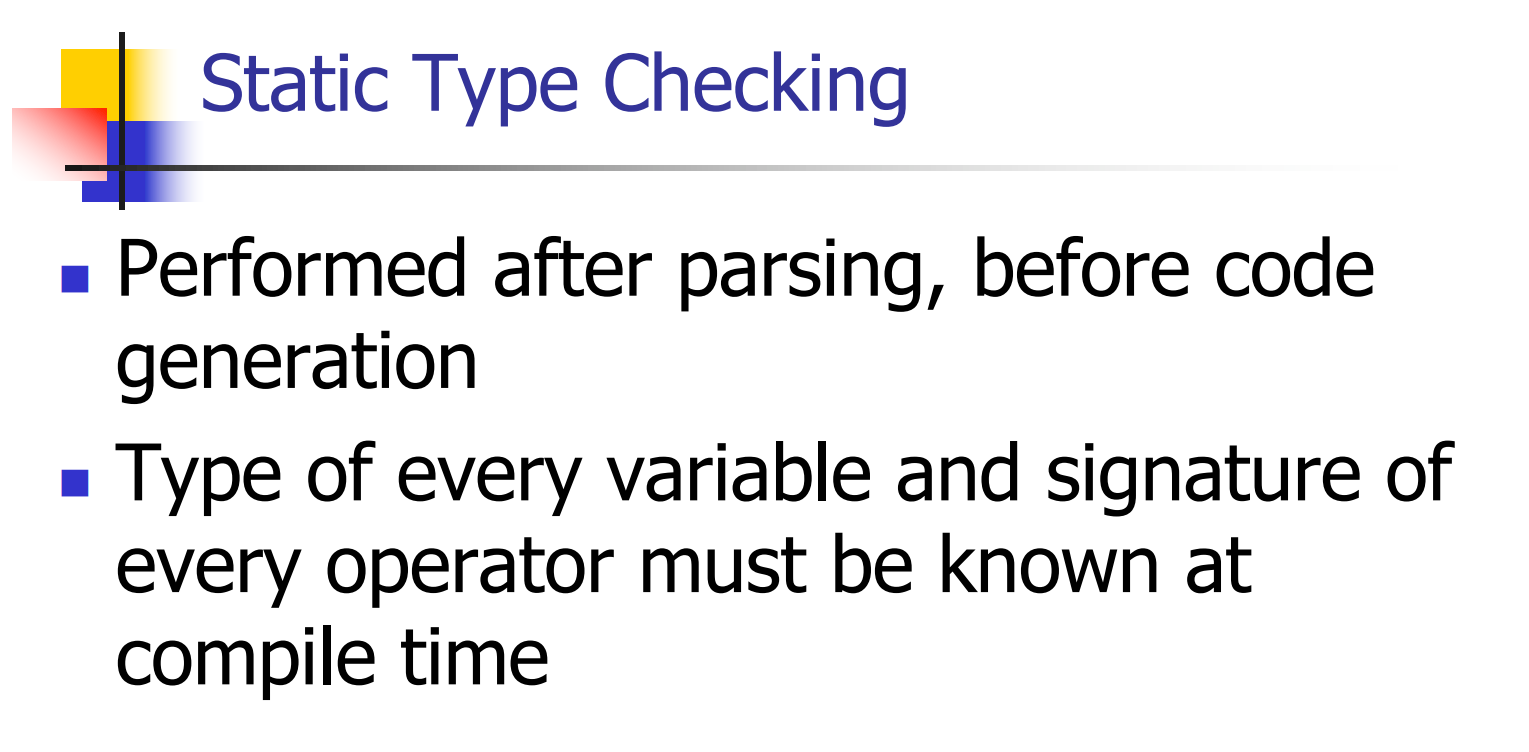 Static Type Checking
Performed after parsing, before code
generation
Type of every variable and signature of
every operator must be known at
compile time